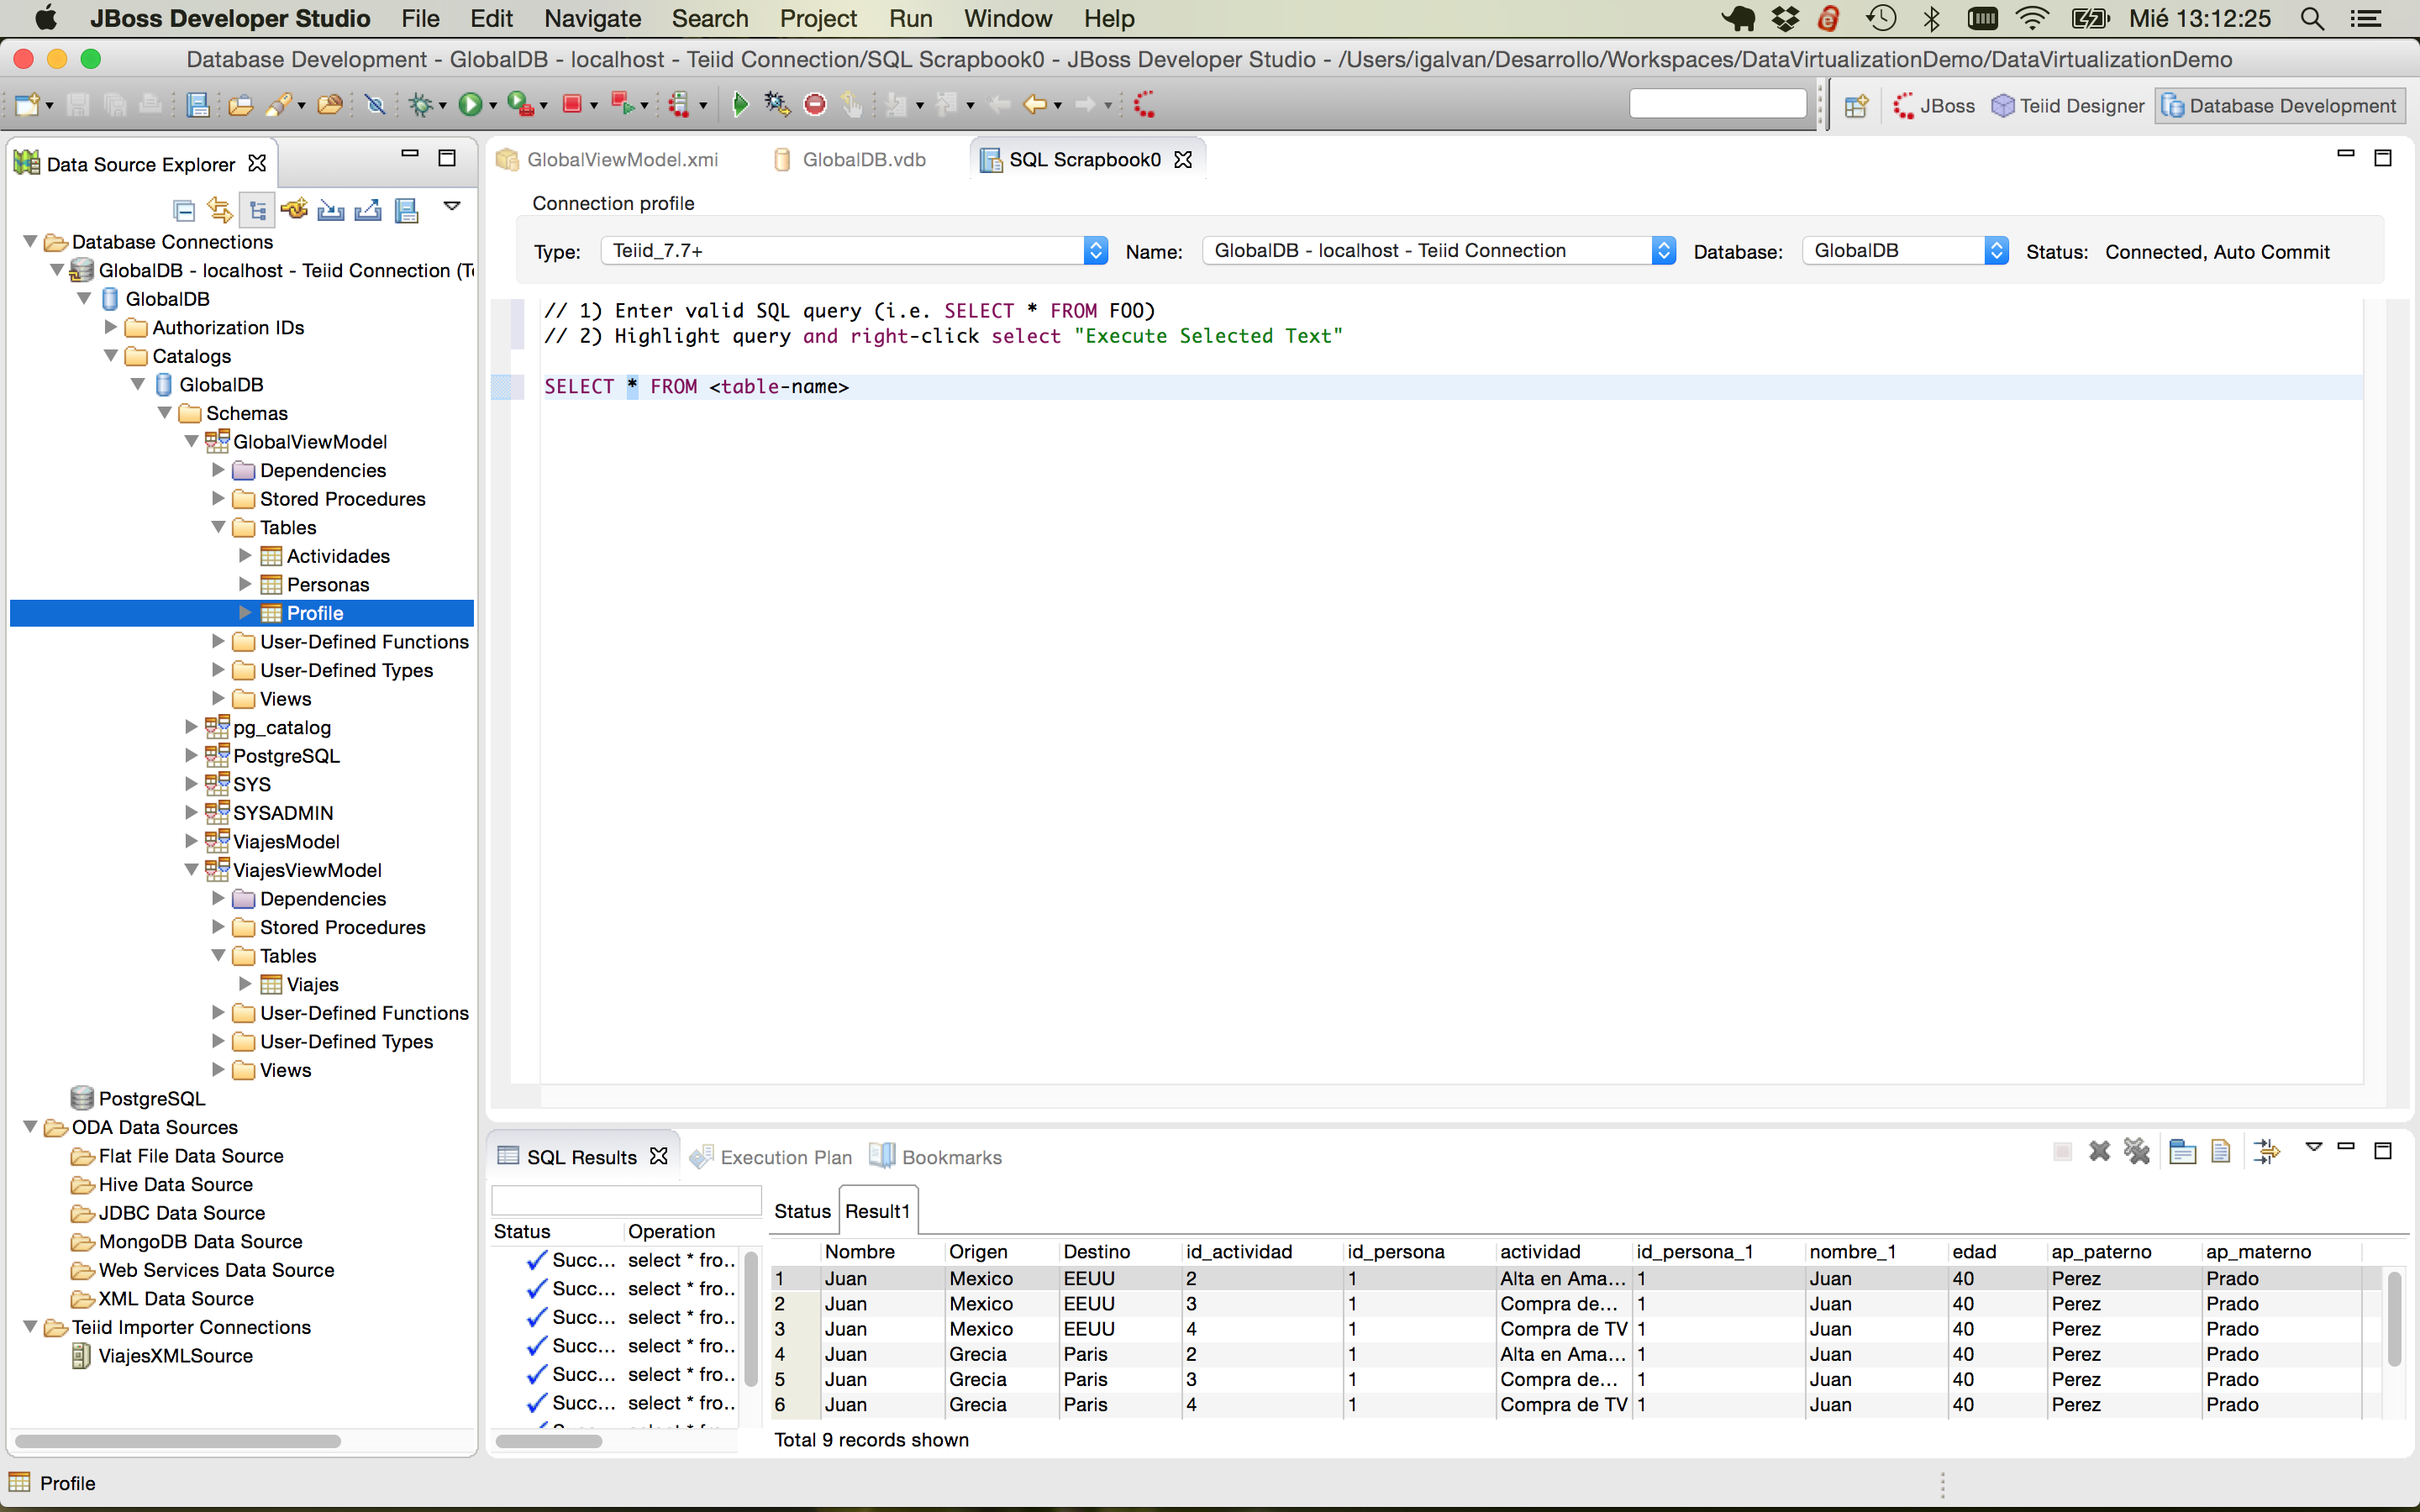 JBoss Developer Studio File Edit Navigate Search Project Run Window Help Mié 13:12:25
Database Development - GlobalDB - localhost - Teiid Connection/SQL Scrapbook0 - JBoss Developer Studio - /Users/igalvan/Desarrollo/Workspaces/DataVirtualizationDemo/DataVirtualizationDemo
JBoss Teiid Designer Database Development
Data Source Explorer
Database Connections
GlobalDB - localhost - Teiid Connection (T
GlobalDB
Authorization IDs
Catalogs
GlobalDB
Schemas
GlobalViewModel
Dependencies
Stored Procedures
Tables
Actividades
Personas
Profile
User-Defined Functions
User-Defined Types
Views
pg_catalog
PostgreSQL
SYS
SYSADMIN
ViajesModel
ViajesViewModel
Dependencies
Stored Procedures
Tables
Viajes
User-Defined Functions
User-Defined Types
Views
PostgreSQL
ODA Data Sources
Flat File Data Source
Hive Data Source
JDBC Data Source
MongoDB Data Source
Web Services Data Source
XML Data Source
Teiid Importer Connections
ViajesXMLSource
GlobalViewModel.xmi GlobalDB.vdb SQL Scrapbook0
Connection profile
Type: Teiid_7.7+ Name: GlobalDB - localhost - Teiid Connection Database: GlobalDB Status: Connected, Auto Commit
// 1) Enter valid SQL query (i.e. SELECT * FROM FOO)
// 2) Highlight query and right-click select "Execute Selected Text"
SELECT * FROM <table-name>
SQL Results Execution Plan Bookmarks
Status Operation
Succ... select * fro..
Succ... select * fro..
Succ... select * fro..
Succ... select * fro..
Succ... select * fro..
Succ... select * fro..
Status Result1
Nombre Origen Destino id_actividad id_persona actividad id_persona_1 nombre_1 edad ap_paterno ap_materno
1 Juan Mexico EEUU 2 1 Alta en Ama... 1 Juan 40 Perez Prado
2 Juan Mexico EEUU 3 1 Compra de... 1 Juan 40 Perez Prado
3 Juan Mexico EEUU 4 1 Compra de TV 1 Juan 40 Perez Prado
4 Juan Grecia Paris 2 1 Alta en Ama... 1 Juan 40 Perez Prado
5 Juan Grecia Paris 3 1 Compra de... 1 Juan 40 Perez Prado
6 Juan Grecia Paris 4 1 Compra de TV 1 Juan 40 Perez Prado
Total 9 records shown
Profile